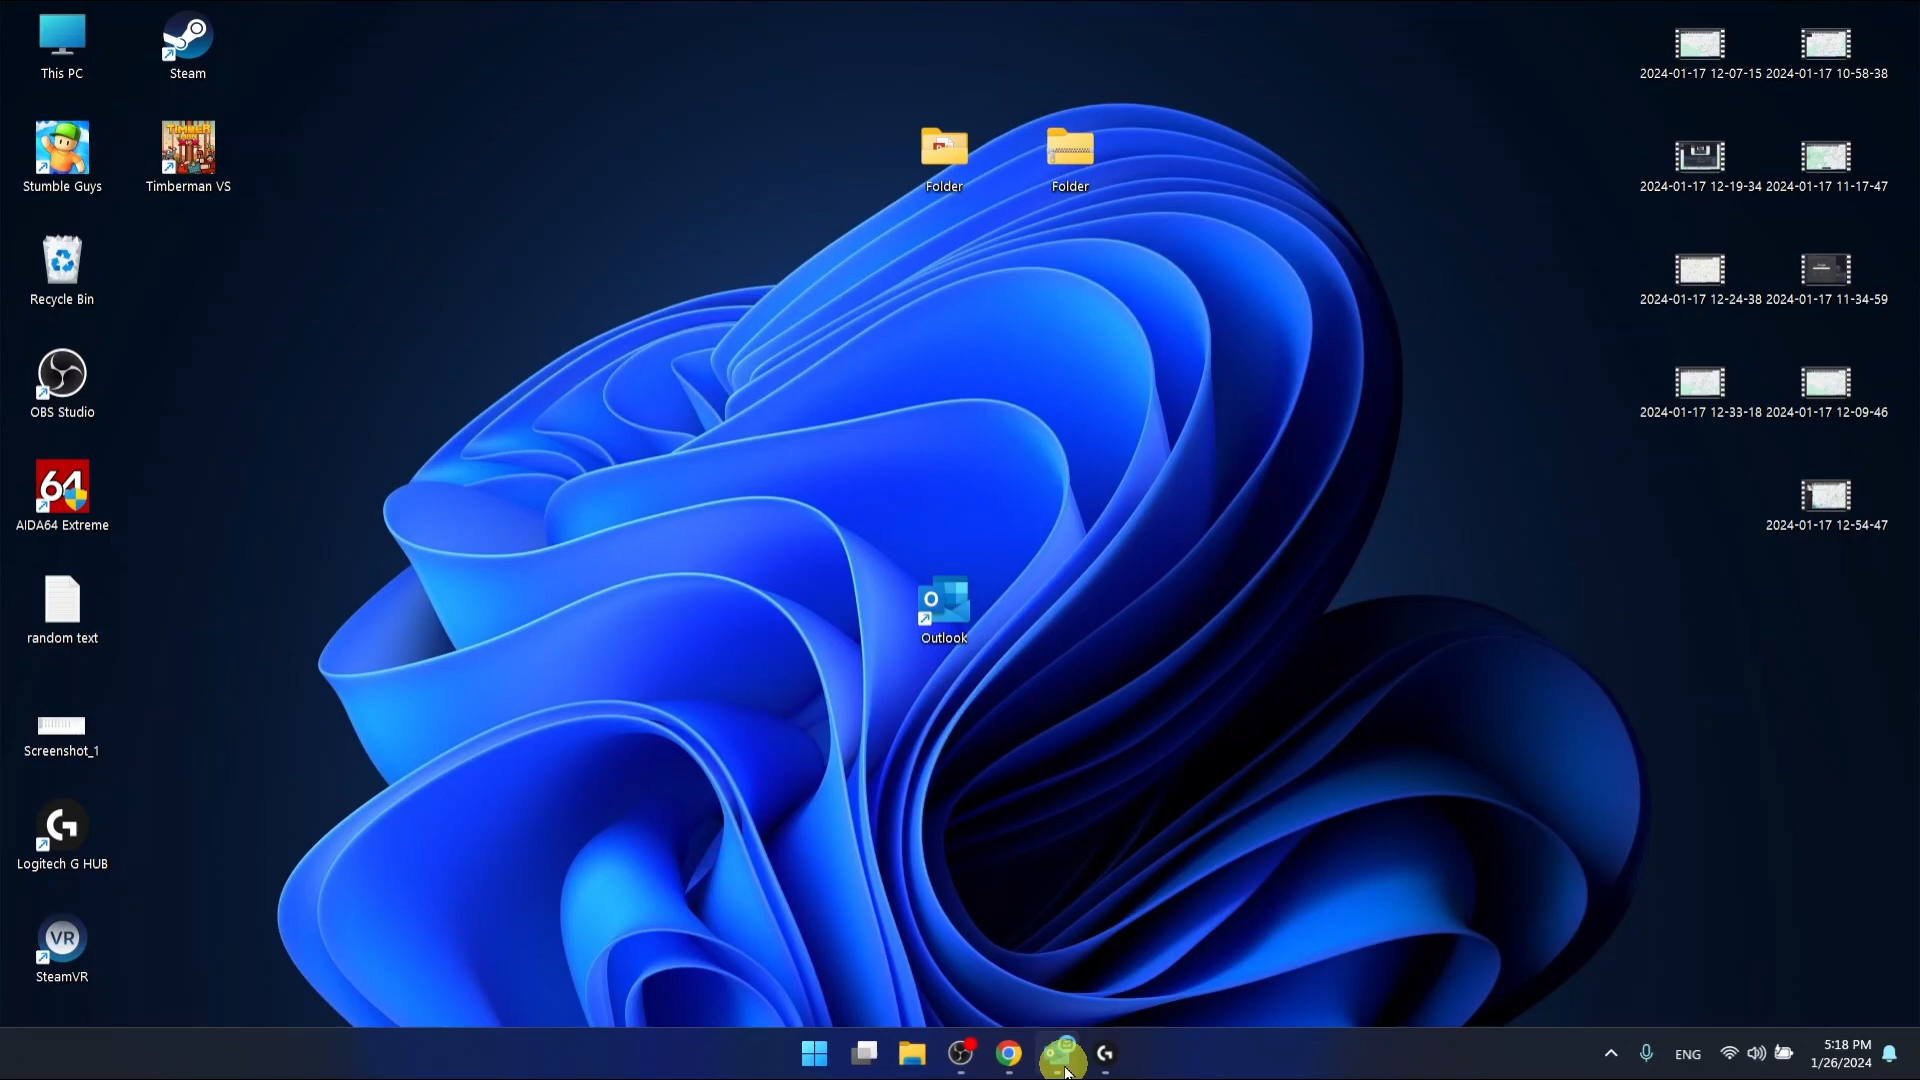 This PC
Steam
Stumble Guys
TIMBER
Timberman VS
Recycle Bin
OBS Studio
64
AIDA64 Extreme
random text
Screenshot_1
Logitech G HUB
VR
SteamVR
Folder
Folder
Outlook
2024-01-17 12-07-15
2024-01-17 10-58-38
2024-01-17 12-19-34
2024-01-17 11-17-47
2024-01-17 12-24-38
2024-01-17 11-34-59
2024-01-17 12-33-18
2024-01-17 12-09-46
2024-01-17 12-54-47
ENG
5:18 PM
1/26/2024